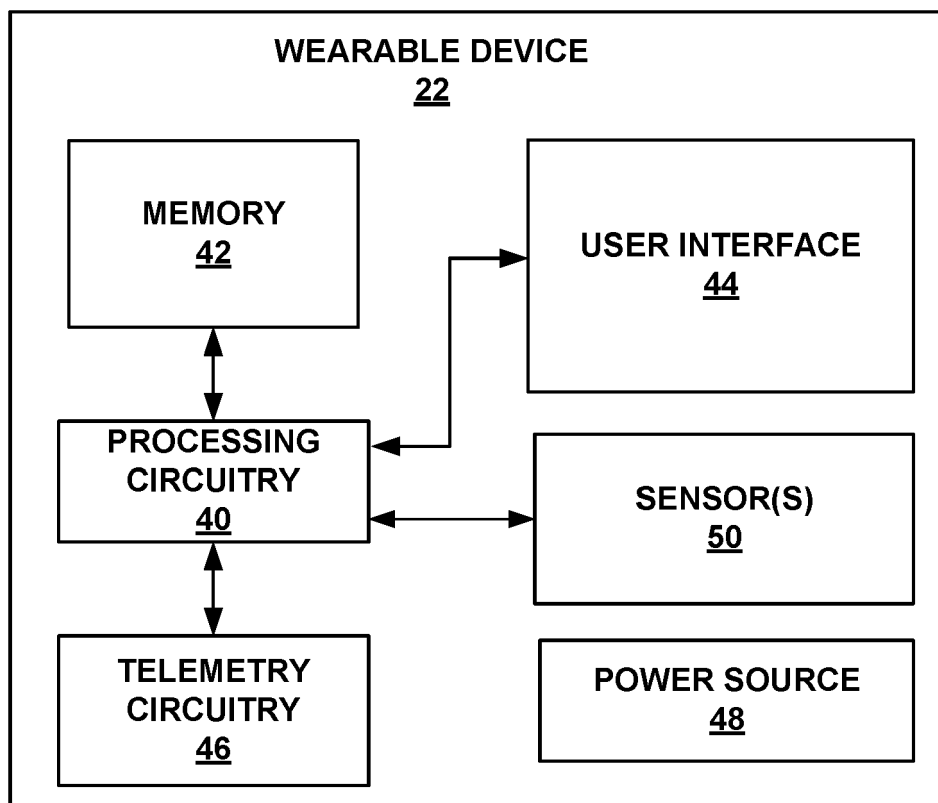 WEARABLE DEVICE
22
MEMORY
42
USER INTERFACE
44
PROCESSING
CIRCUITRY
40
SENSOR(S)
50
TELEMETRY
CIRCUITRY
46
POWER SOURCE
48